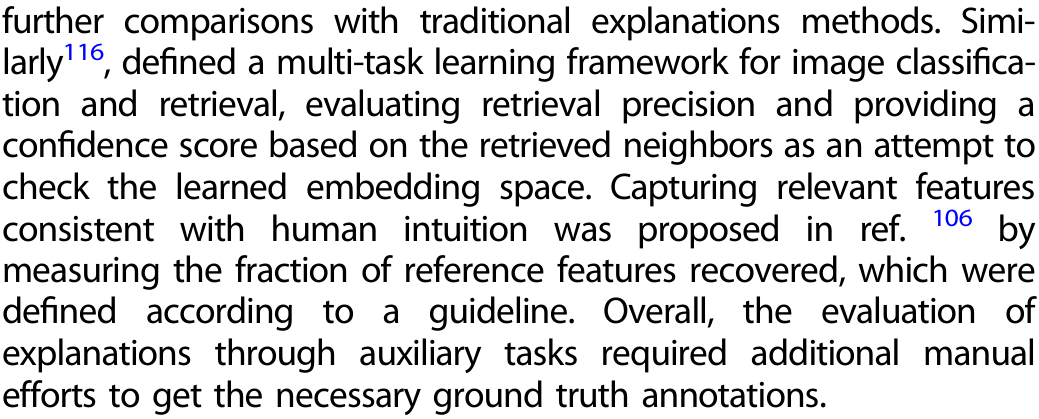 further comparisons with traditional explanations methods. Simi-
larly116, defined a multi-task learning framework for image classifica-
tion and retrieval, evaluating retrieval precision and providing a
confidence score based on the retrieved neighbors as an attempt to
check the learned embedding space. Capturing relevant features
consistent with human intuition was proposed in ref. 106 by
measuring the fraction of reference features recovered, which were
defined according to a guideline. Overall, the evaluation of
explanations through auxiliary tasks required additional manual
efforts to get the necessary ground truth annotations.